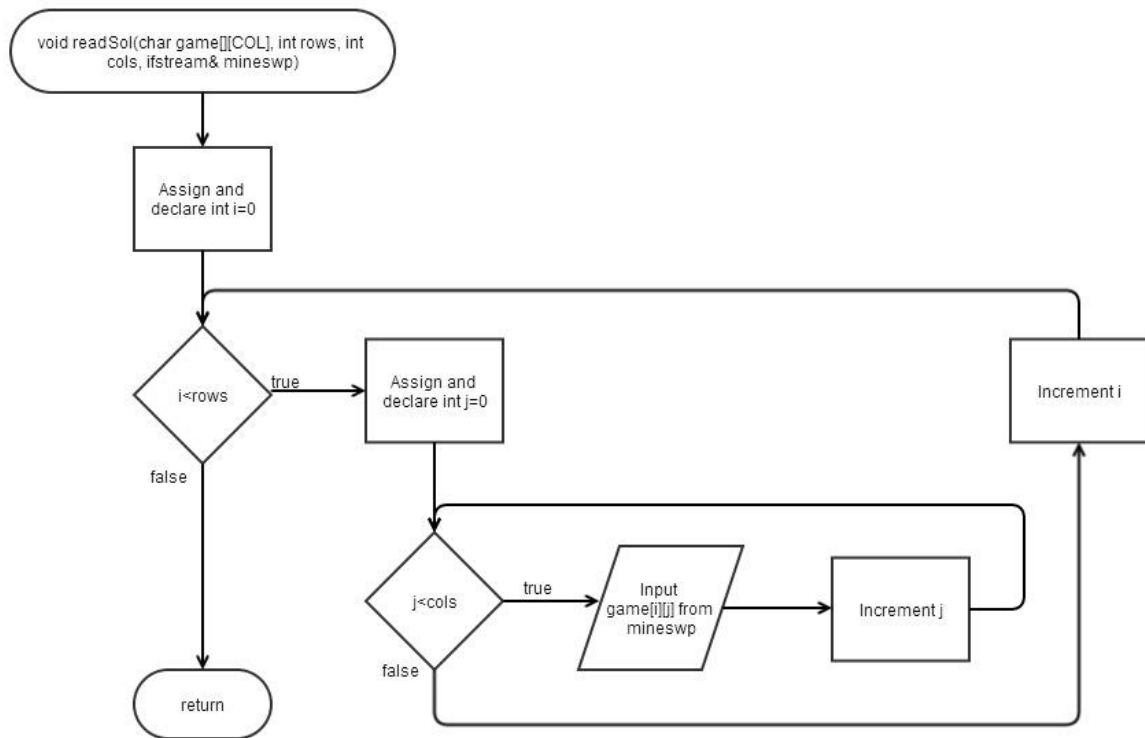 void readSol(char game[][COL], int rows, int
cols, ifstream& mineswp)
Assign and
declare int i=0
i<rows
true
Assign and
declare int j=0
Increment i
false
j<cols
true
Input
game[i][j] from
mineswp
Increment j
false
return